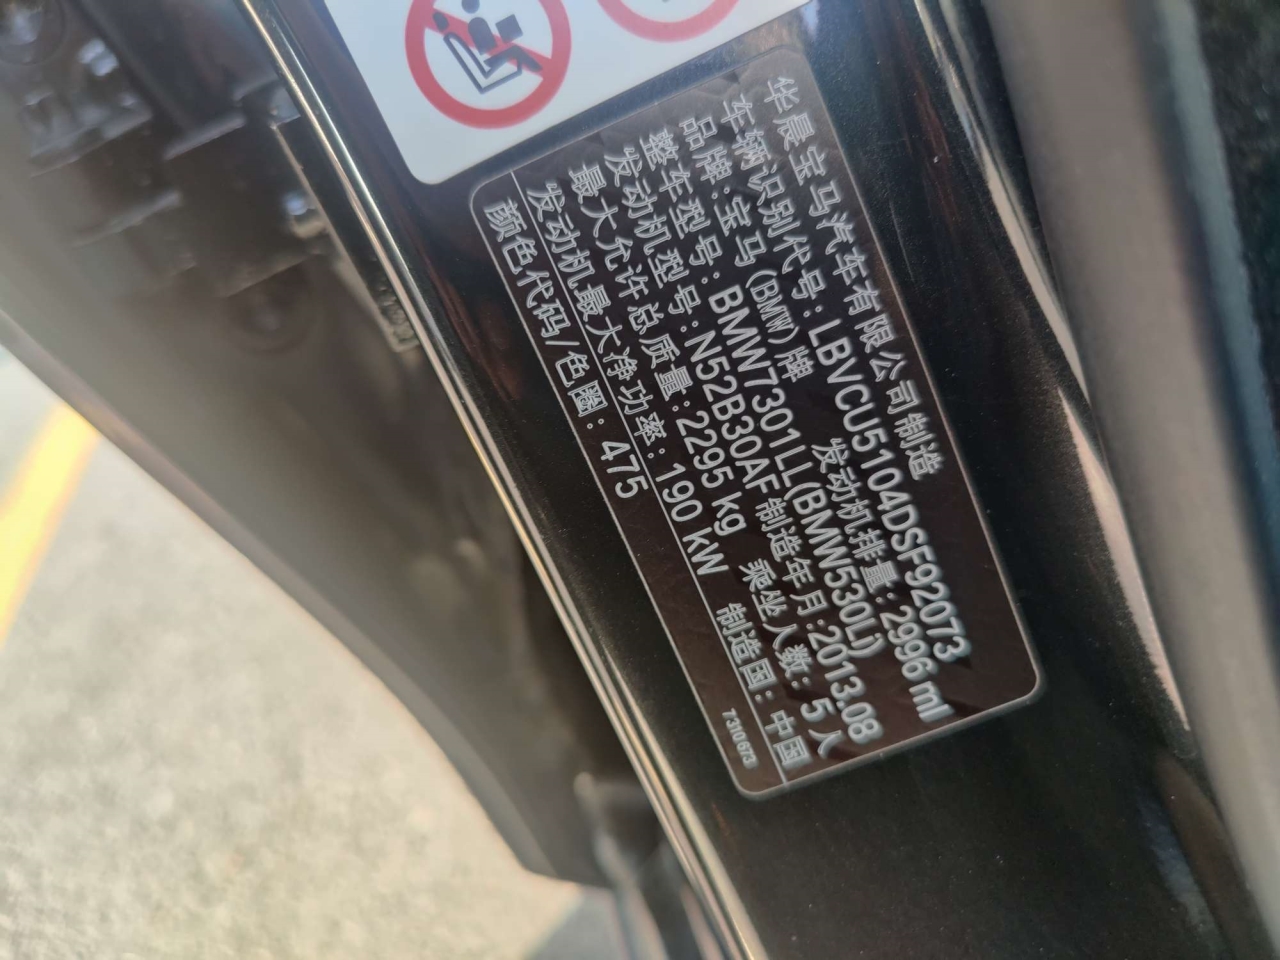 华晨宝马汽车有限公司制造
车辆识别代号:LBVCU5104DSF92073
品牌:宝马(BMW)牌 发动机排量:2996 ml
整车型号:BMW7301LL(BMW530Li)
发动机型号:N52B30AF 制造年月:2013.08
最大允许总质量:2295 kg 乘坐人数:5人
发动机最大净功率:190 kW 制造国:中国
颜色代码/色圈:475
7310673